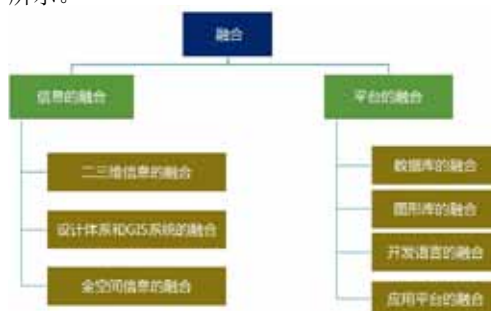 所示。
融合
信息的融合
平台的融合
二三维信息的融合
设计体系和GIS系统的融合
全空间信息的融合
数据库的融合
图形库的融合
开发语言的融合
应用平台的融合